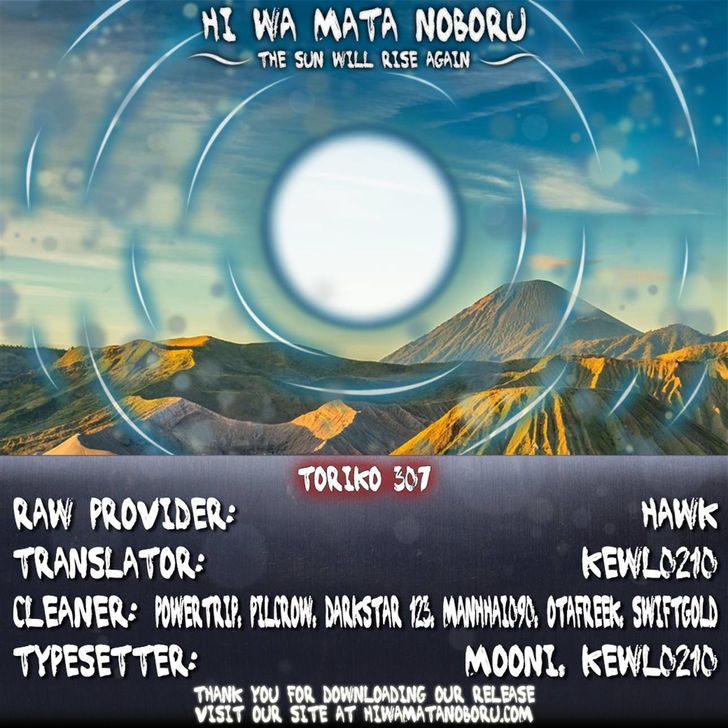 HI WA MATA NOBORU
THE SUN WILL RISE AGAIN
TORIKO 307
RAW PROVIDER: HAWK
TRANSLATOR: KEWL0210
CLEANER: POWERTRIP, PILCROW, DARKSTAR 123, MANHHAI090, OTAFREEK, SWIFTGOLD
TYPESETTER: MOONI, KEWL0210
THANK YOU FOR DOWNLOADING OUR RELEASE
VISIT OUR SITE AT HIWAMATANOBORU.COM